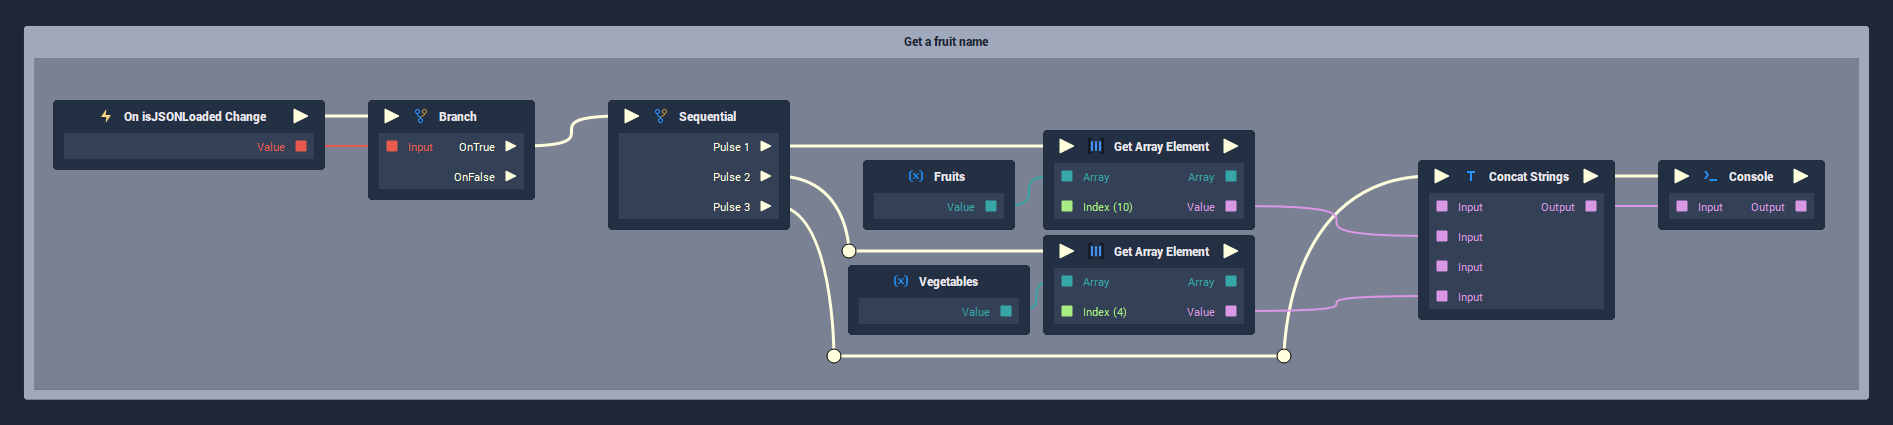 Get a fruit name
On isJSONLoaded Change
Value
Branch
Input OnTrue
OnFalse
Sequential
Pulse 1
Pulse 2
Pulse 3
Fruits
Value
Get Array Element
Array Array
Index (10) Value
Vegetables
Value
Get Array Element
Array Array
Index (4) Value
Concat Strings
Input Output
Input
Input
Input
Console
Input Output